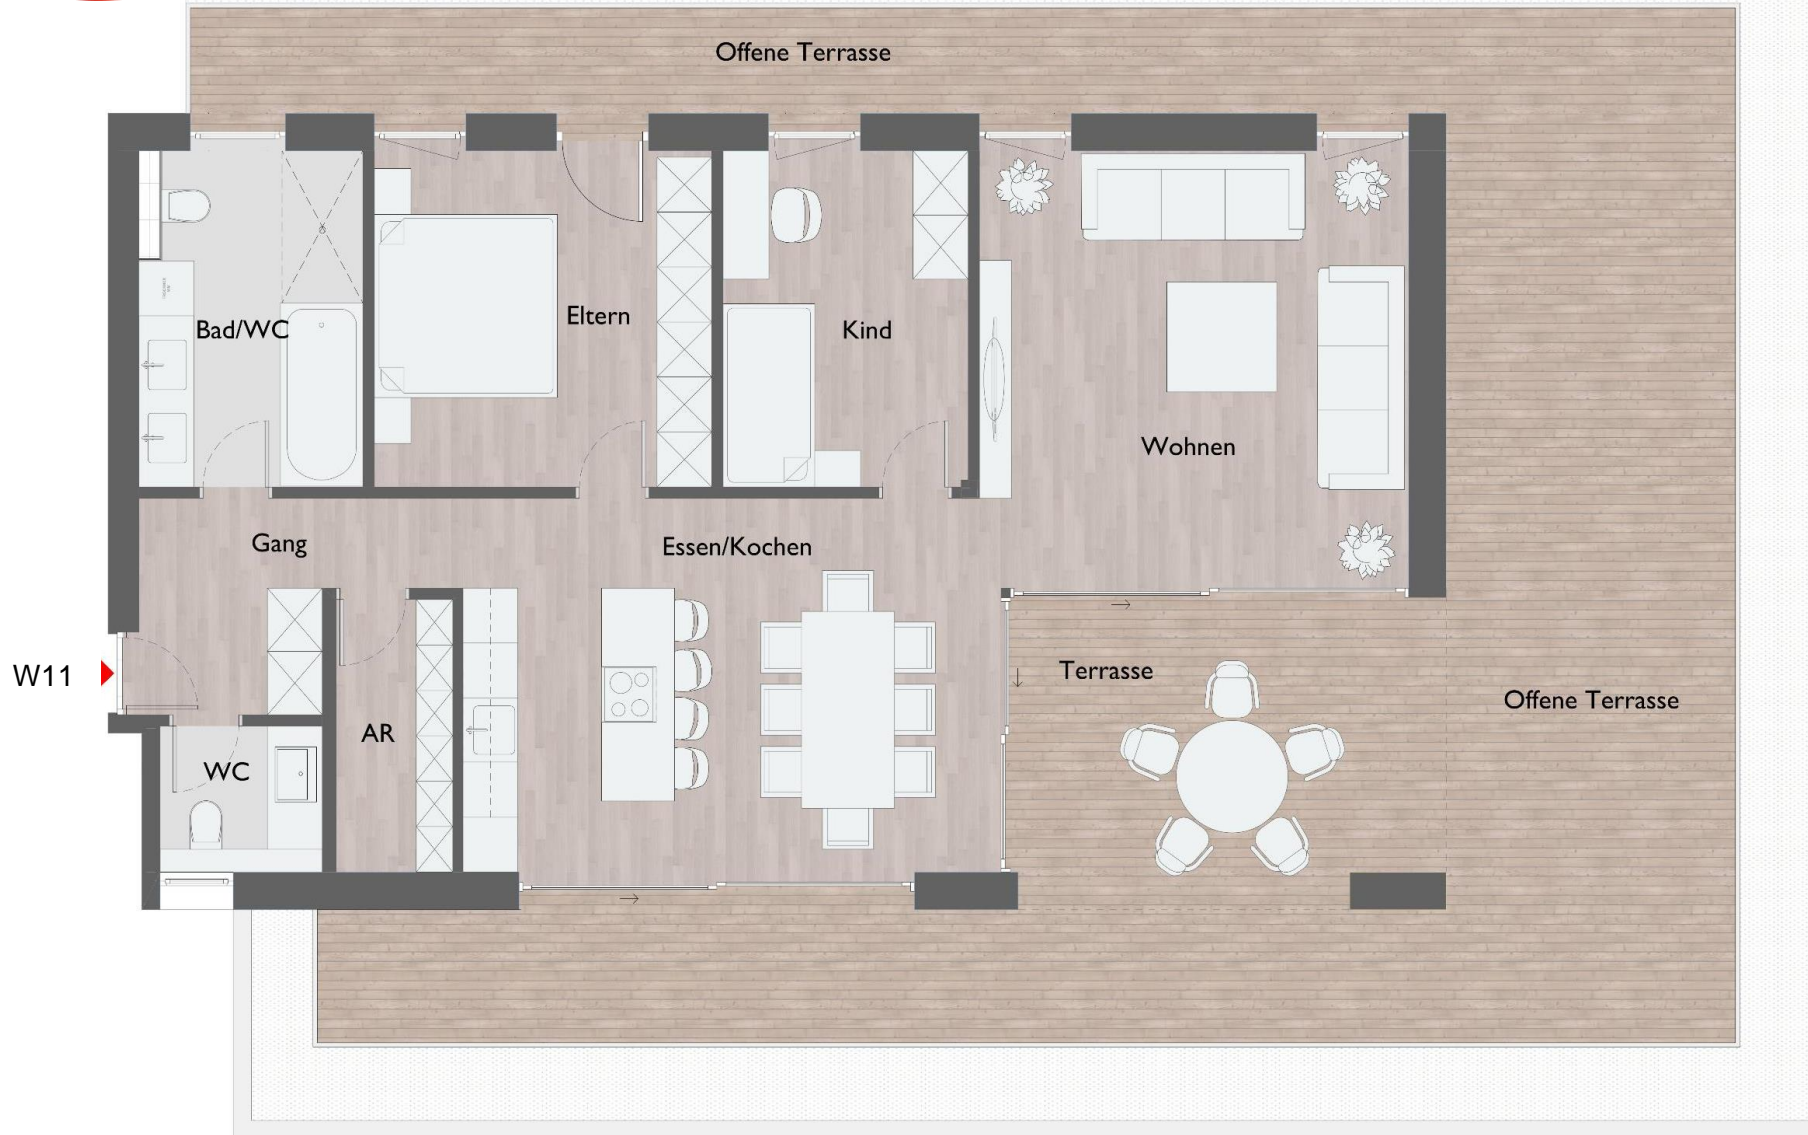 Offene Terrasse
Eltern
Bad/WC
Kind
Wohnen
Gang
Essen/Kochen
W11
Terrasse
Offene Terrasse
AR
WC